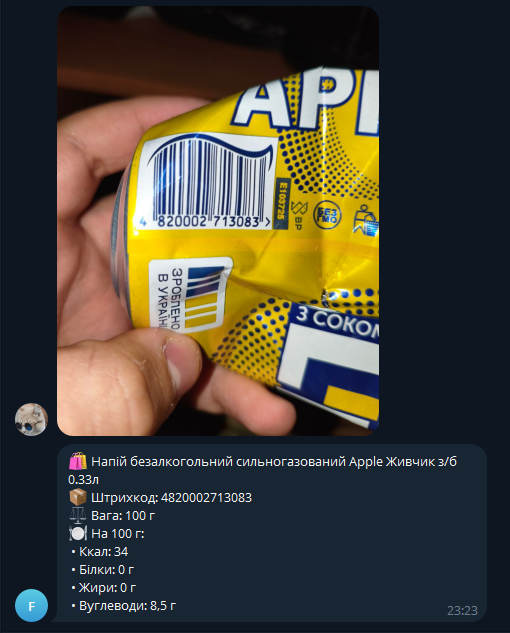 APP
4 820002 713083 >
E103725
BP
БЕЗ
ГМО
ЗРОБЛЕНО
В УКРАЇНІ
З СОКОМ
🛍️ Напій безалкогольний сильногазований Apple Живчик з/б
0.33л
📦 Штрихкод: 4820002713083
⚖️ Вага: 100 г
🍽️ На 100 г:
• Ккал: 34
• Білки: 0 г
• Жири: 0 г
• Вуглеводи: 8,5 г
23:23
F